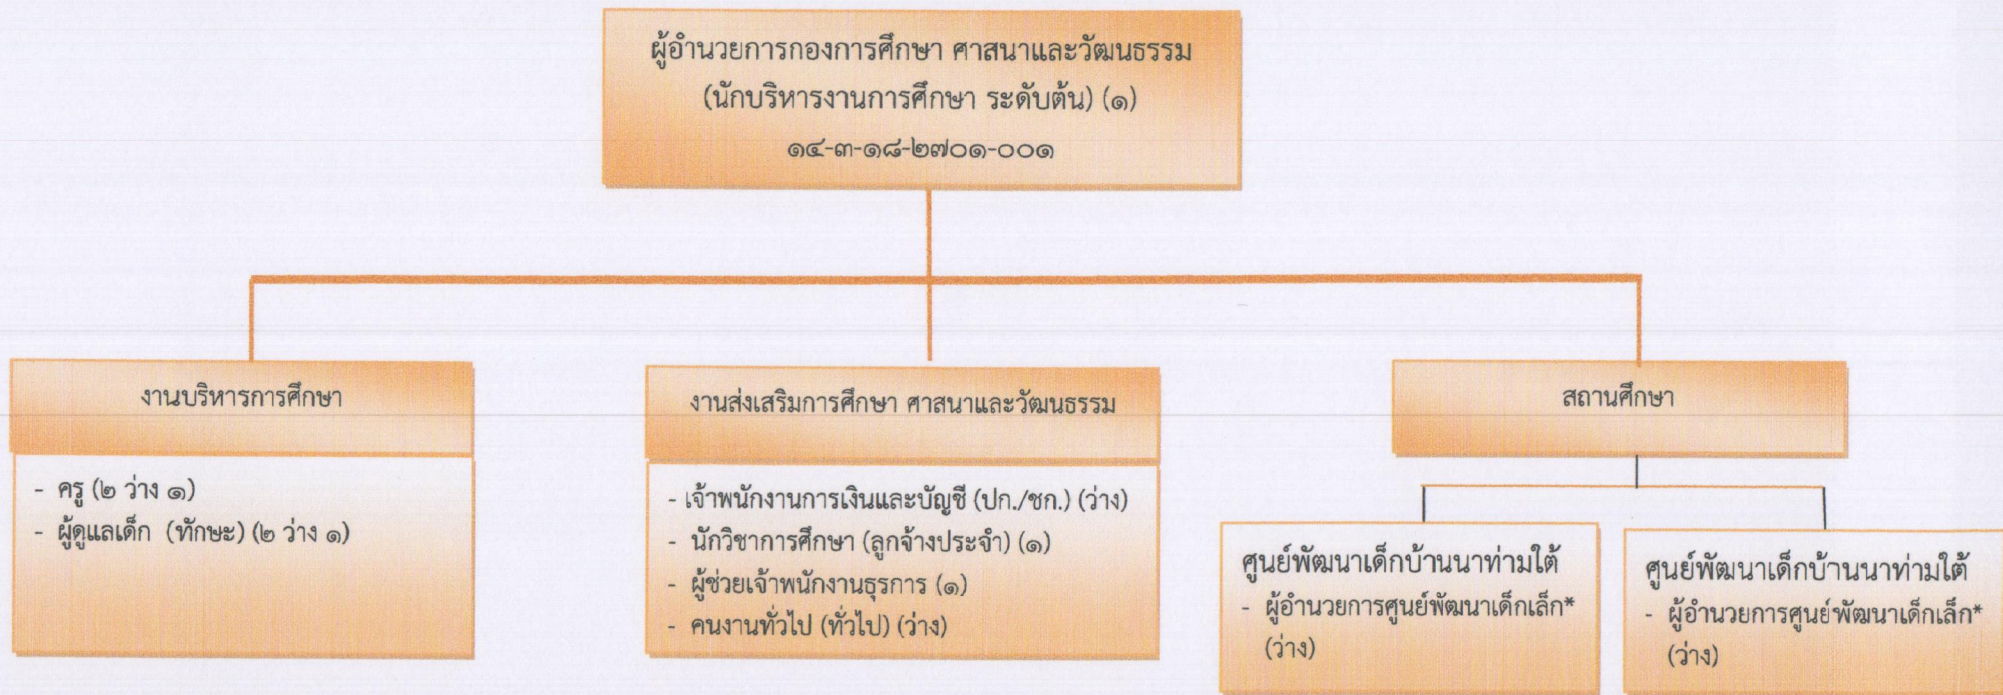 ผู้อำนวยการกองการศึกษา ศาสนาและวัฒนธรรม
(นักบริหารงานการศึกษา ระดับต้น) (๑)
๑๔-๓-๑๘-๒๗๐๑-๐๐๑
งานบริหารการศึกษา
- ครู (๒ ว่าง ๑)
- ผู้ดูแลเด็ก (ทักษะ) (๒ ว่าง ๑)
งานส่งเสริมการศึกษา ศาสนาและวัฒนธรรม
- เจ้าพนักงานการเงินและบัญชี (ปก./ชก.) (ว่าง)
- นักวิชาการศึกษา (ลูกจ้างประจำ) (๑)
- ผู้ช่วยเจ้าพนักงานธุรการ (๑)
- คนงานทั่วไป (ทั่วไป) (ว่าง)
สถานศึกษา
ศูนย์พัฒนาเด็กบ้านนาท่ามใต้
- ผู้อำนวยการศูนย์พัฒนาเด็กเล็ก*
(ว่าง)
ศูนย์พัฒนาเด็กบ้านนาท่ามใต้
- ผู้อำนวยการศูนย์พัฒนาเด็กเล็ก*
(ว่าง)